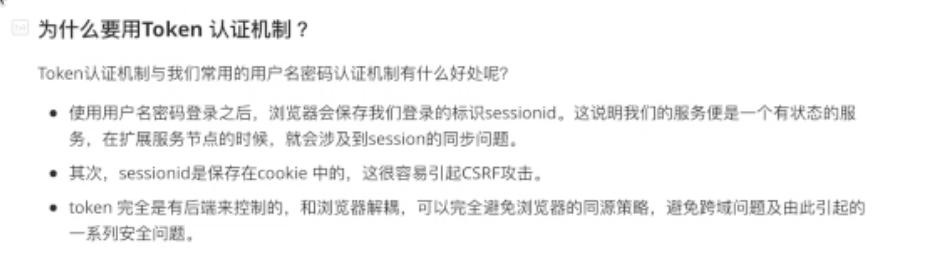 为什么要用Token 认证机制？
Token认证机制与我们常用的用户名密码认证机制有什么好处呢?
• 使用用户名密码登录之后，浏览器会保存我们登录的标识sessionid。这说明我们的服务便是一个有状态的服
务，在扩展服务节点的时候，就会涉及到session的同步问题。
• 其次，sessionid是保存在cookie 中的，这很容易引起CSRF攻击。
• token 完全是有后端来控制的，和浏览器解耦，可以完全避免浏览器的同源策略，避免跨域问题及由此引起的
一系列安全问题。